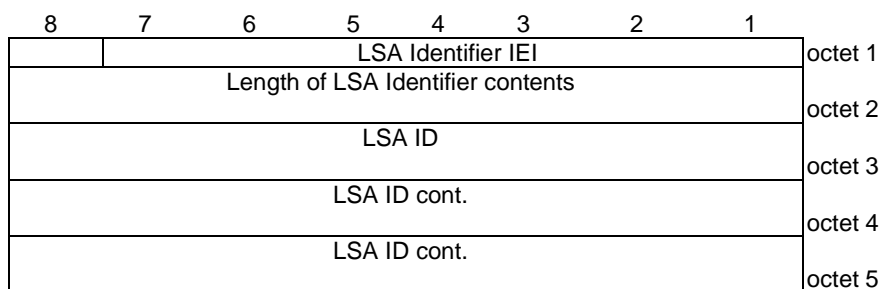 8 7 6 5 4 3 2 1
LSA Identifier IEI octet 1
Length of LSA Identifier contents
octet 2
LSA ID
octet 3
LSA ID cont.
octet 4
LSA ID cont.
octet 5